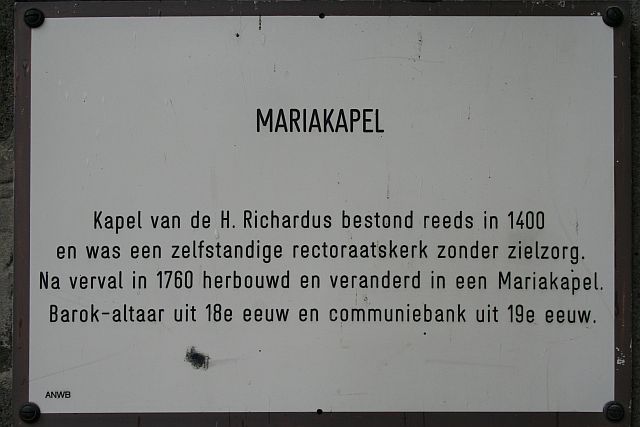 MARIAKAPEL
Kapel van de H. Richardus bestond reeds in 1400
en was een zelfstandige rectoraatskerk zonder zielzorg.
Na verval in 1760 herbouwd en veranderd in een Mariakapel.
Barok-altaar uit 18e eeuw en communiebank uit 19e eeuw.
ANWB